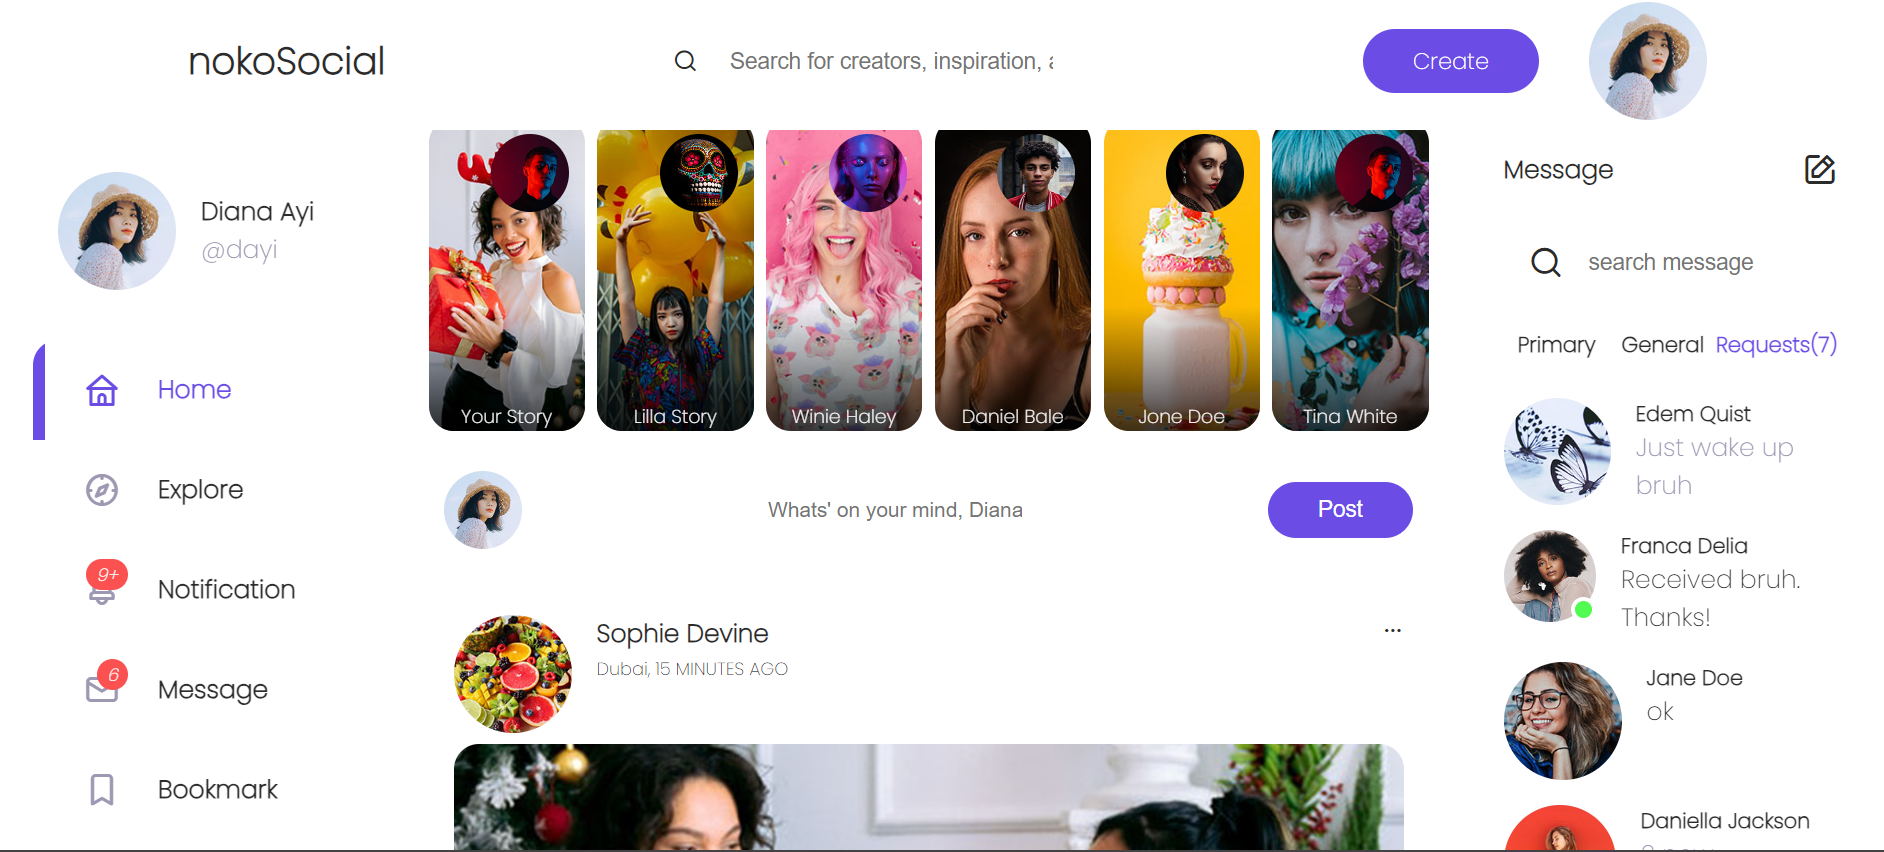 nokoSocial
Search for creators, inspiration,
Create
Diana Ayi
@dayi
Home
Explore
9+
Notification
6
Message
Bookmark
Your Story
Lilla Story
Winie Haley
Daniel Bale
Jone Doe
Tina White
Whats' on your mind, Diana
Post
Sophie Devine
Dubai, 15 MINUTES AGO
...
Message
search message
Primary General Requests(7)
Edem Quist
Just wake up
bruh
Franca Delia
Received bruh.
Thanks!
Jane Doe
ok
Daniella Jackson